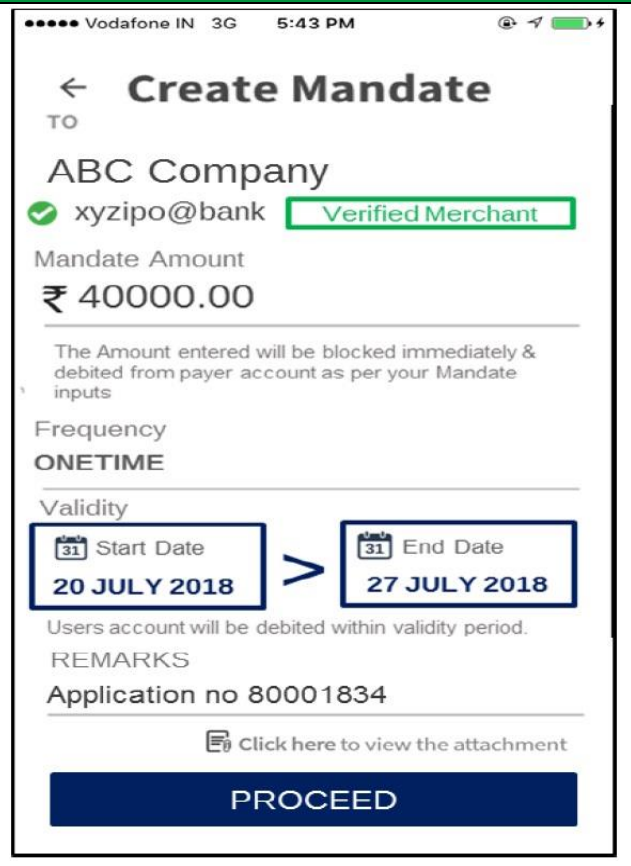 Vodafone IN 3G 5:43 PM
← Create Mandate
TO
ABC Company
xyzipo@bank Verified Merchant
Mandate Amount
₹ 40000.00
The Amount entered will be blocked immediately &
debited from payer account as per your Mandate
inputs
Frequency
ONETIME
Validity
31 Start Date
20 JULY 2018
>
31 End Date
27 JULY 2018
Users account will be debited within validity period.
REMARKS
Application no 80001834
Click here to view the attachment
PROCEED